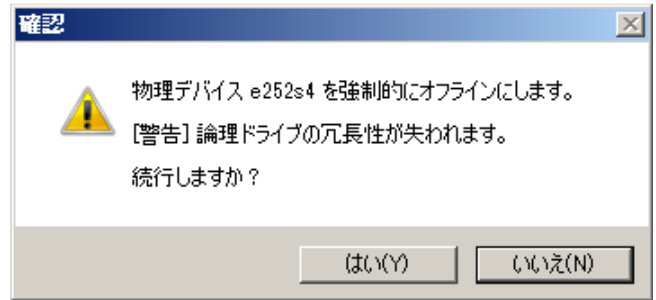 確認
物理デバイス e252s4 を強制的にオフラインにします。
[警告] 論理ドライブの冗長性が失われます。
続行しますか？
はい(Y)
いいえ(N)